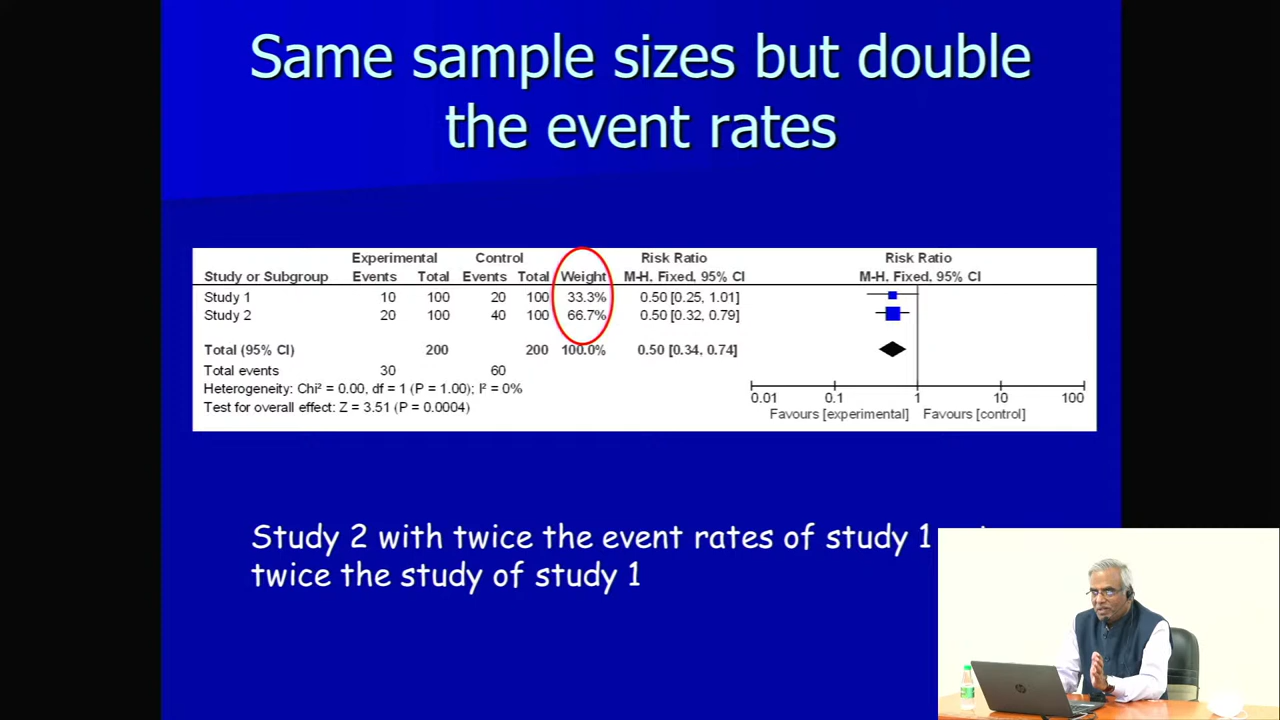 Same sample sizes but double
the event rates
Experimental Control Risk Ratio Risk Ratio
Study or Subgroup Events Total Events Total Weight M-H. Fixed, 95% CI M-H. Fixed, 95% CI
Study 1 10 100 20 100 33.3% 0.50 [0.25, 1.01]
Study 2 20 100 40 100 66.7% 0.50 [0.32, 0.79]
Total (95% CI) 200 200 100.0% 0.50 [0.34, 0.74]
Total events 30 60
Heterogeneity: Chi² = 0.00, df = 1 (P = 1.00); I² = 0%
Test for overall effect: Z = 3.51 (P = 0.0004)
0.01 0.1 1 10 100
Favours [experimental] Favours [control]
Study 2 with twice the event rates of study 1
twice the study of study 1